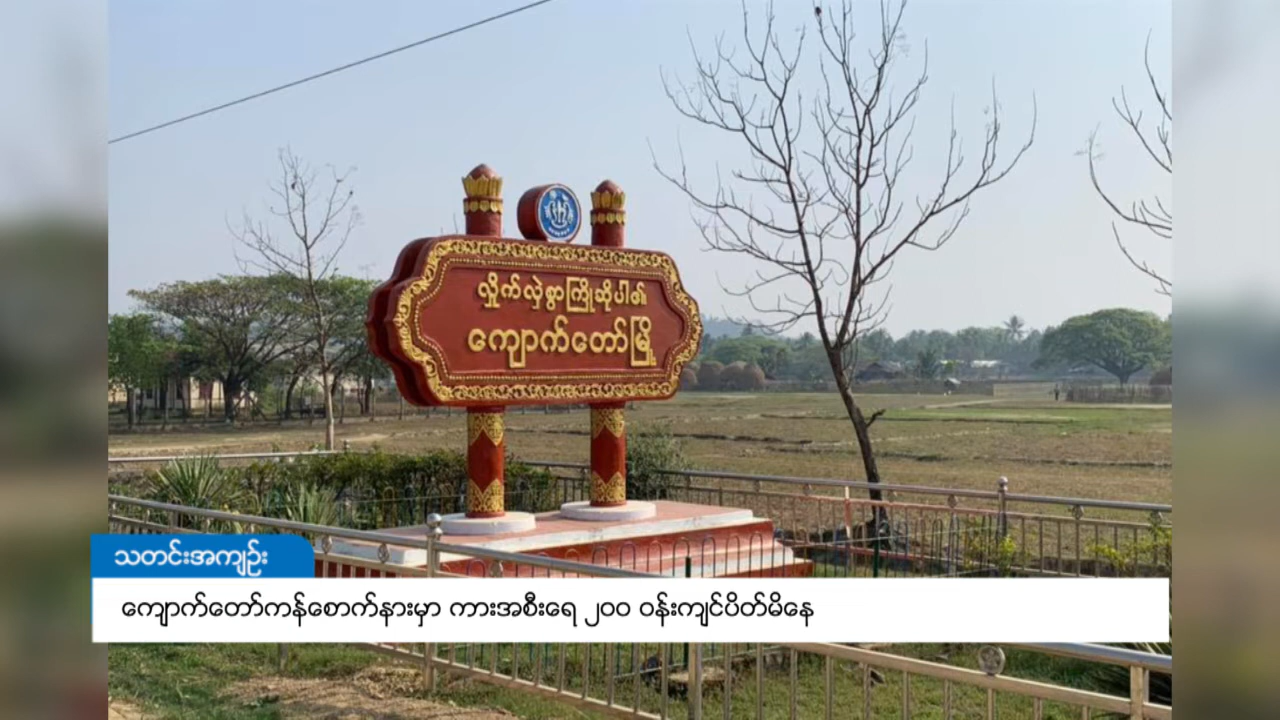 လှိုက်လှဲစွာကြိုဆိုပါ၏
ကျောက်တော်မြို့
သတင်းအကျဉ်း
ကျောက်တော်ကန်စောက်နားမှာ ကားအစီးရေ ၂၀၀ ဝန်းကျင်ပိတ်မိနေ